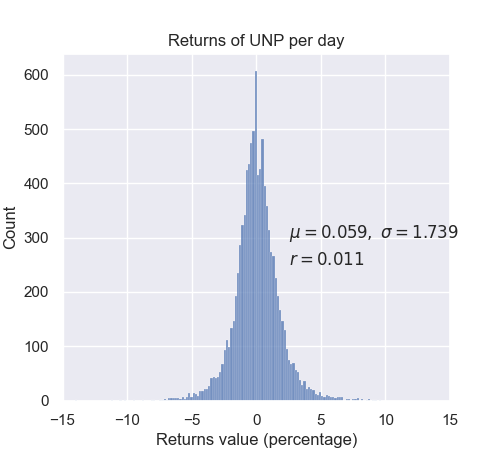 Returns of UNP per day
600
500
400
300
200
100
0
Count
μ = 0.059, σ = 1.739
r = 0.011
−15
−10
−5
0
5
10
15
Returns value (percentage)